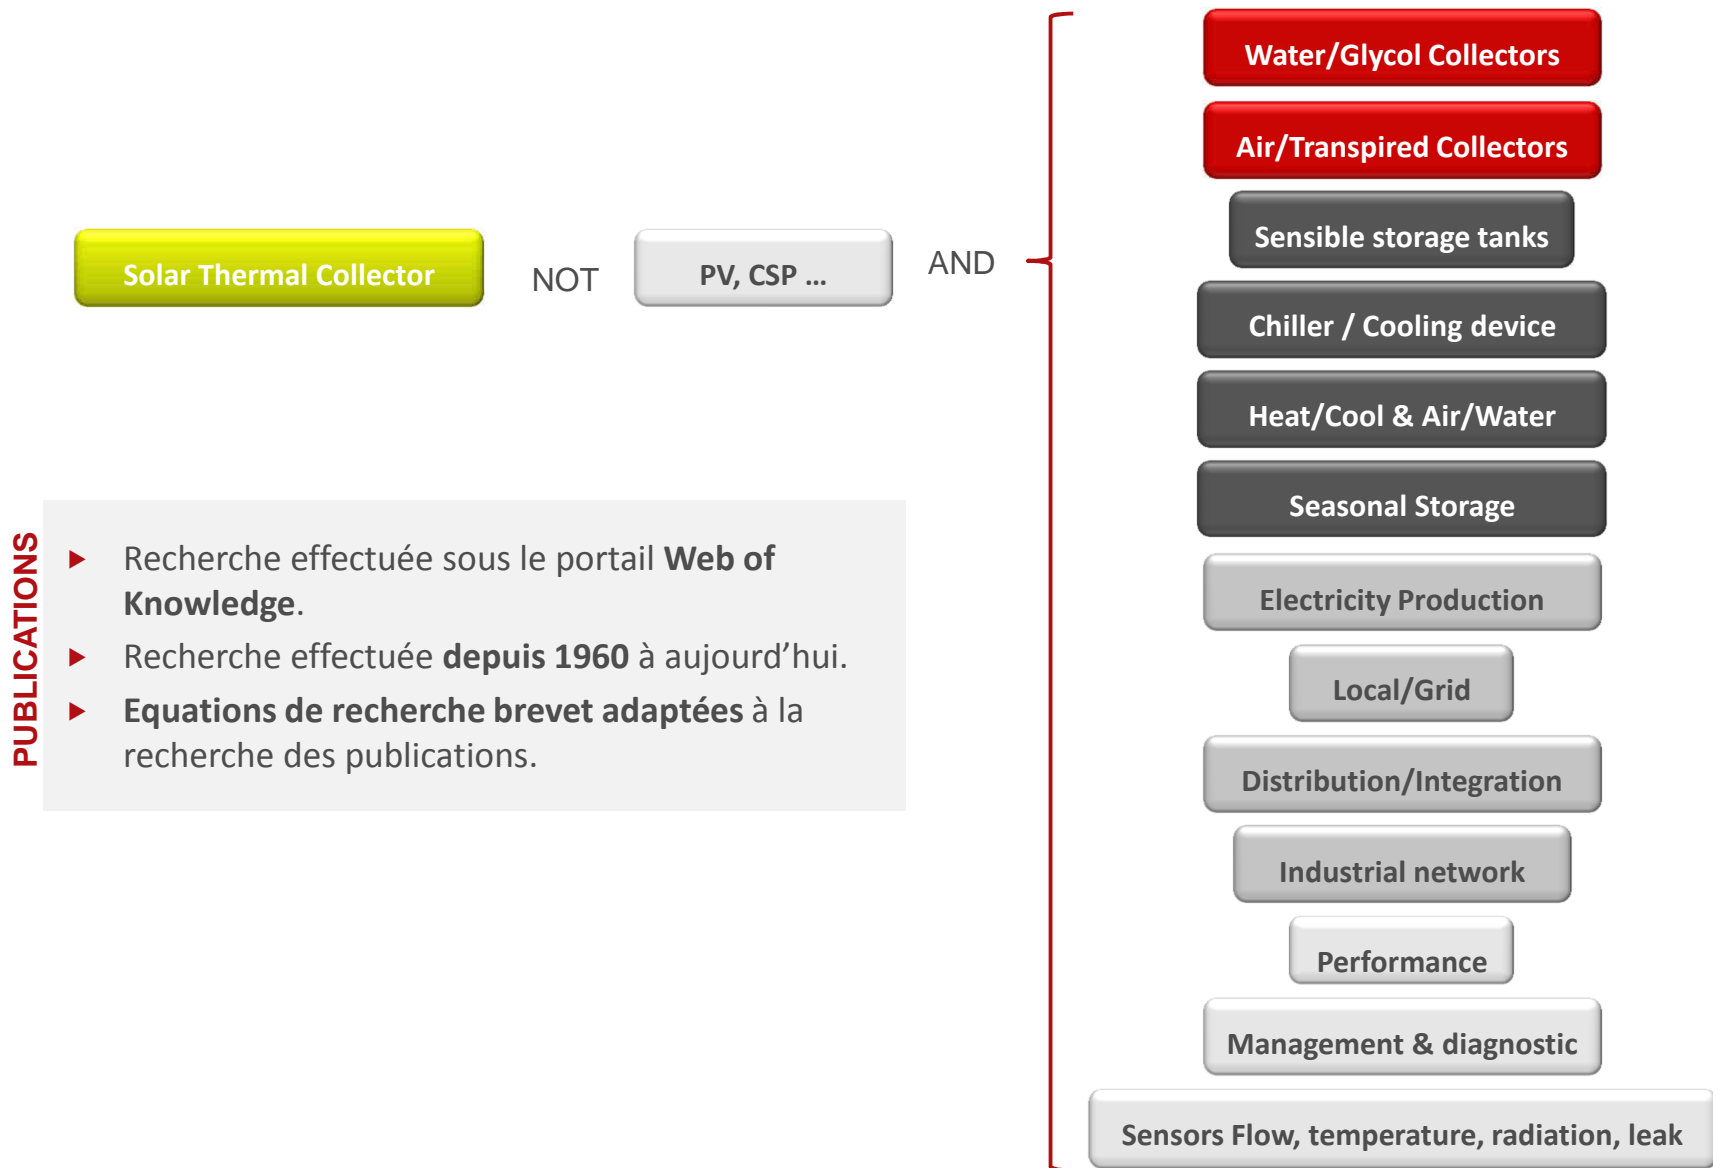 Solar Thermal Collector
NOT
PV, CSP ...
AND
Water/Glycol Collectors
Air/Transpired Collectors
Sensible storage tanks
Chiller / Cooling device
Heat/Cool & Air/Water
Seasonal Storage
Electricity Production
Local/Grid
Distribution/Integration
Industrial network
Performance
Management & diagnostic
Sensors Flow, temperature, radiation, leak
PUBLICATIONS
Recherche effectuée sous le portail Web of
Knowledge.
Recherche effectuée depuis 1960 à aujourd’hui.
Equations de recherche brevet adaptées à la
recherche des publications.